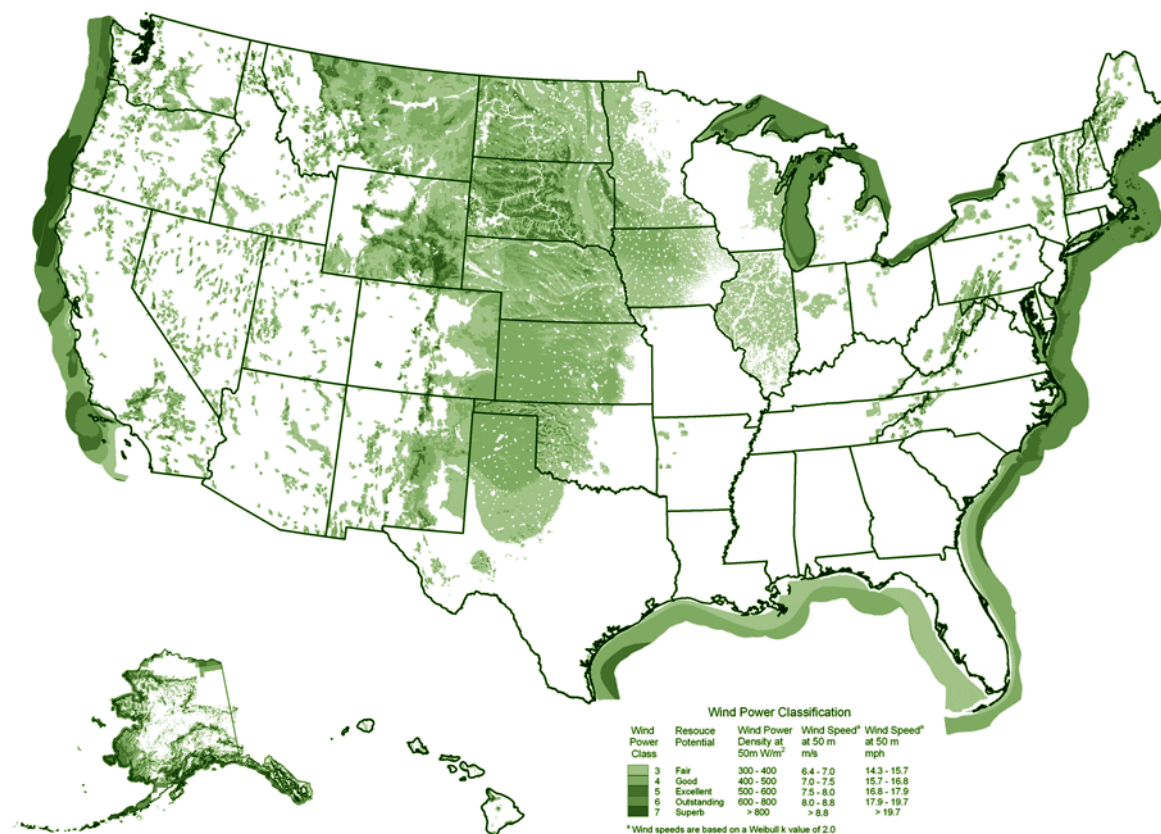 Wind Power Classification
Wind Resouce Wind Power Wind Speedª Wind Speedª
Power Potential Density at at 50 m at 50 m
Class 50m W/m² m/s mph
3 Fair 300 - 400 6.4 - 7.0 14.3 - 15.7
4 Good 400 - 500 7.0 - 7.5 15.7 - 16.8
5 Excellent 500 - 600 7.5 - 8.0 16.8 - 17.9
6 Outstanding 600 - 800 8.0 - 8.8 17.9 - 19.7
7 Superb > 800 > 8.8 > 19.7
ª Wind speeds are based on a Weibull k value of 2.0